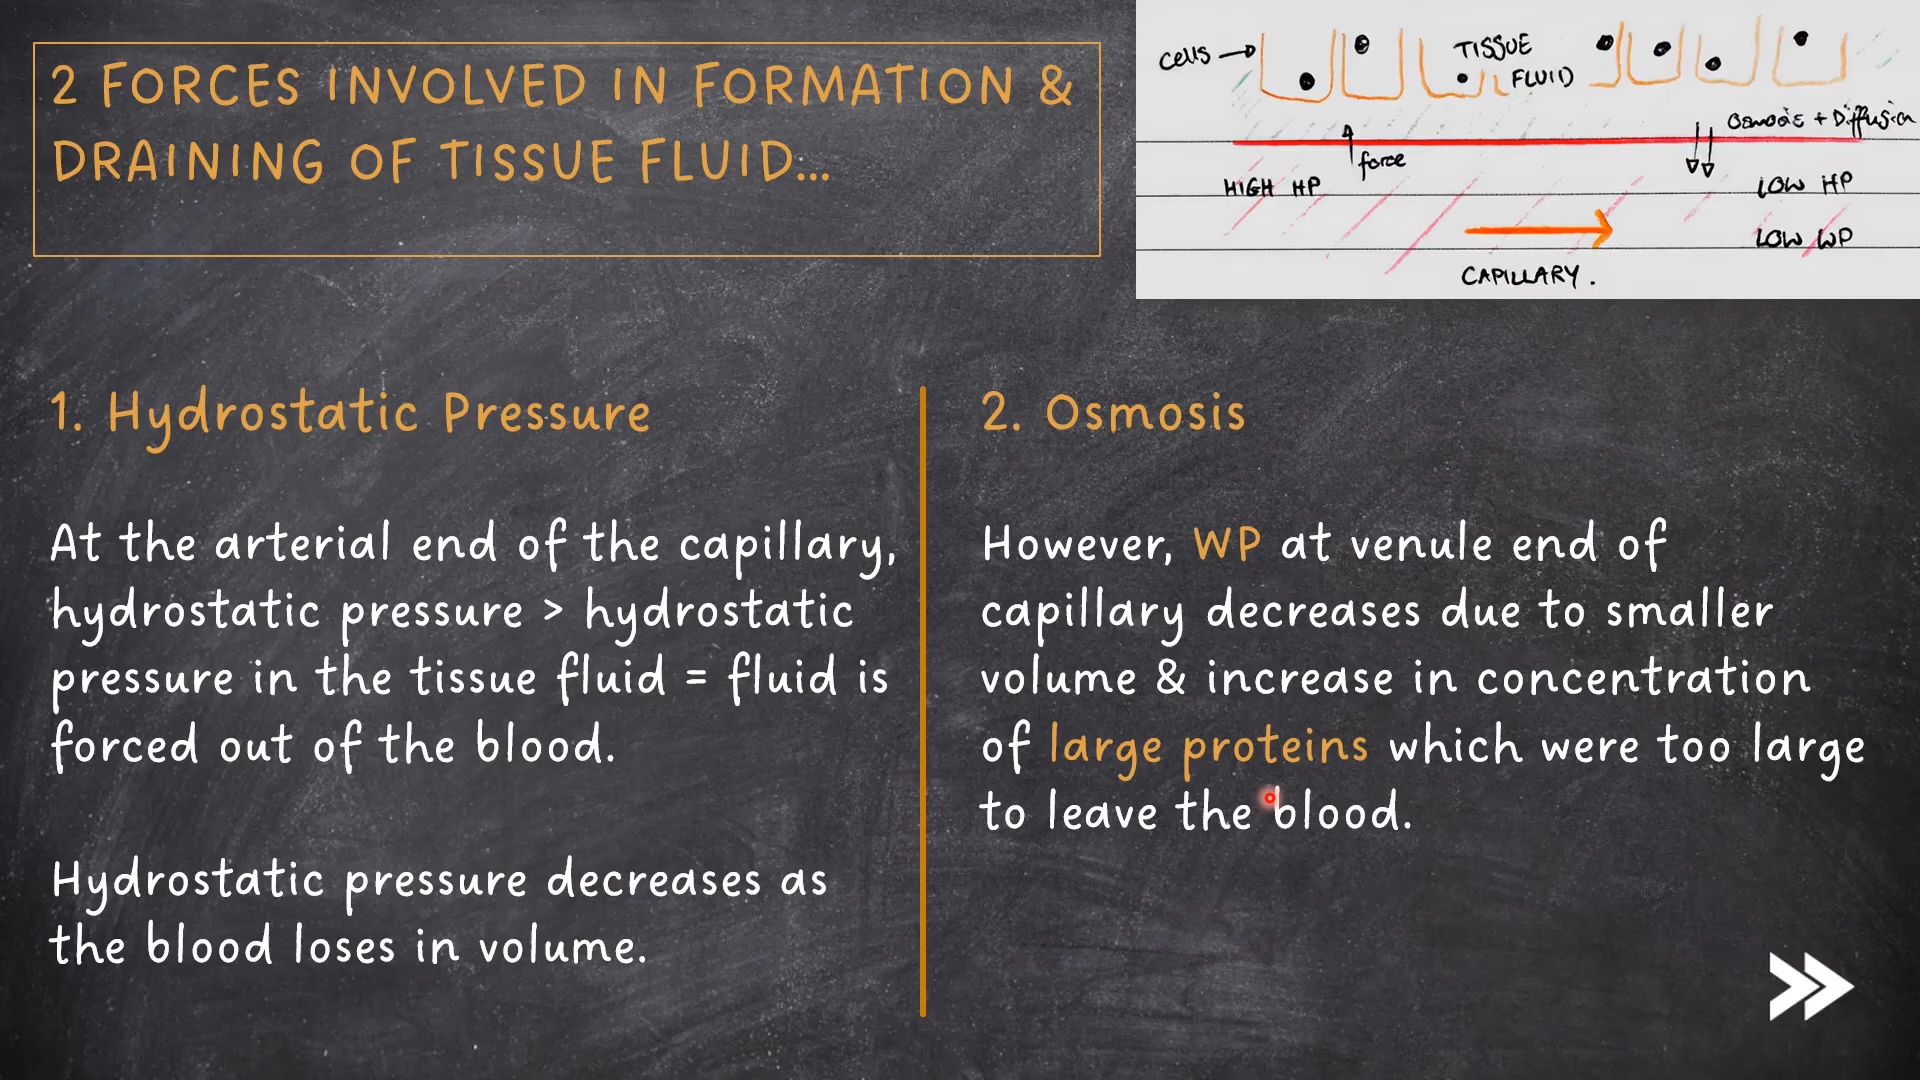 2 FORCES INVOLVED IN FORMATION &
DRAINING OF TISSUE FLUID...
cells
TISSUE
FLUID
Osmosis + Diffusion
force
HIGH HP
LOW HP
LOW WP
CAPILLARY.
1. Hydrostatic Pressure
At the arterial end of the capillary,
hydrostatic pressure > hydrostatic
pressure in the tissue fluid = fluid is
forced out of the blood.
Hydrostatic pressure decreases as
the blood loses in volume.
2. Osmosis
However, WP at venule end of
capillary decreases due to smaller
volume & increase in concentration
of large proteins which were too large
to leave the blood.